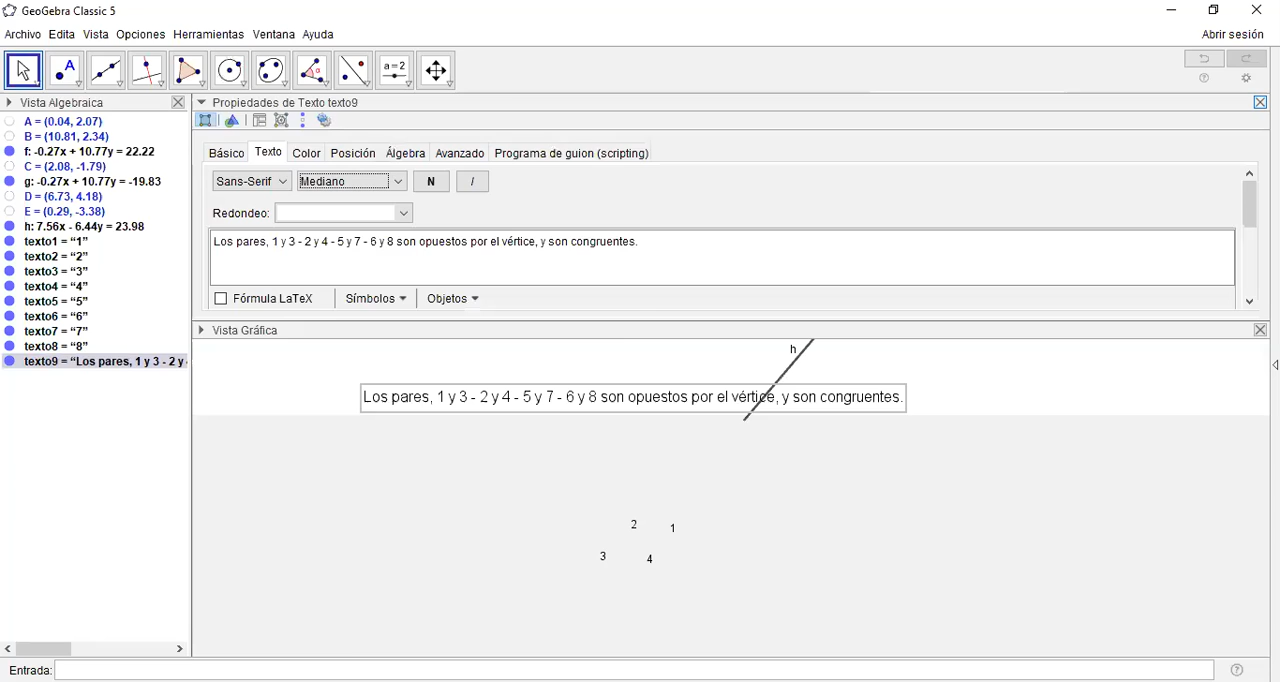 GeoGebra Classic 5
Archivo Edita Vista Opciones Herramientas Ventana Ayuda
Abrir sesión
A
a=2
Vista Algebraica
Propiedades de Texto texto9
A = (0.04, 2.07)
B = (10.81, 2.34)
f: -0.27x + 10.77y = 22.22
C = (2.08, -1.79)
g: -0.27x + 10.77y = -19.83
D = (6.73, 4.18)
E = (0.29, -3.38)
h: 7.56x - 6.44y = 23.98
texto1 = “1”
texto2 = “2”
texto3 = “3”
texto4 = “4”
texto5 = “5”
texto6 = “6”
texto7 = “7”
texto8 = “8”
texto9 = “Los pares, 1 y 3 - 2 y
Básico Texto Color Posición Álgebra Avanzado Programa de guion (scripting)
Sans-Serif Mediano N I
Redondeo:
Los pares, 1 y 3 - 2 y 4 - 5 y 7 - 6 y 8 son opuestos por el vértice, y son congruentes.
Fórmula LaTeX Símbolos Objetos
Vista Gráfica
h
Los pares, 1 y 3 - 2 y 4 - 5 y 7 - 6 y 8 son opuestos por el vértice, y son congruentes.
2 1
3 4
Entrada: